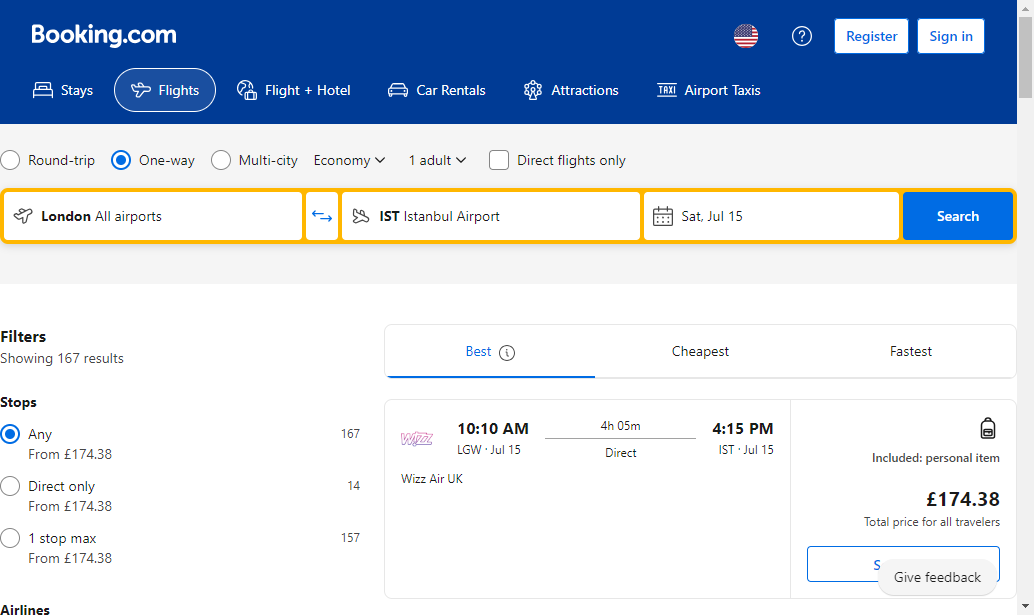 Booking.com
Register
Sign in
Stays
Flights
Flight + Hotel
Car Rentals
Attractions
TAXI Airport Taxis
Round-trip
One-way
Multi-city
Economy
1 adult
Direct flights only
London All airports
IST Istanbul Airport
Sat, Jul 15
Search
Filters
Showing 167 results
Best
Cheapest
Fastest
Stops
Any 167
From £174.38
Direct only 14
From £174.38
1 stop max 157
From £174.38
Airlines
Wizz
10:10 AM
LGW · Jul 15
4h 05m
Direct
4:15 PM
IST · Jul 15
Wizz Air UK
Included: personal item
£174.38
Total price for all travelers
Give feedback